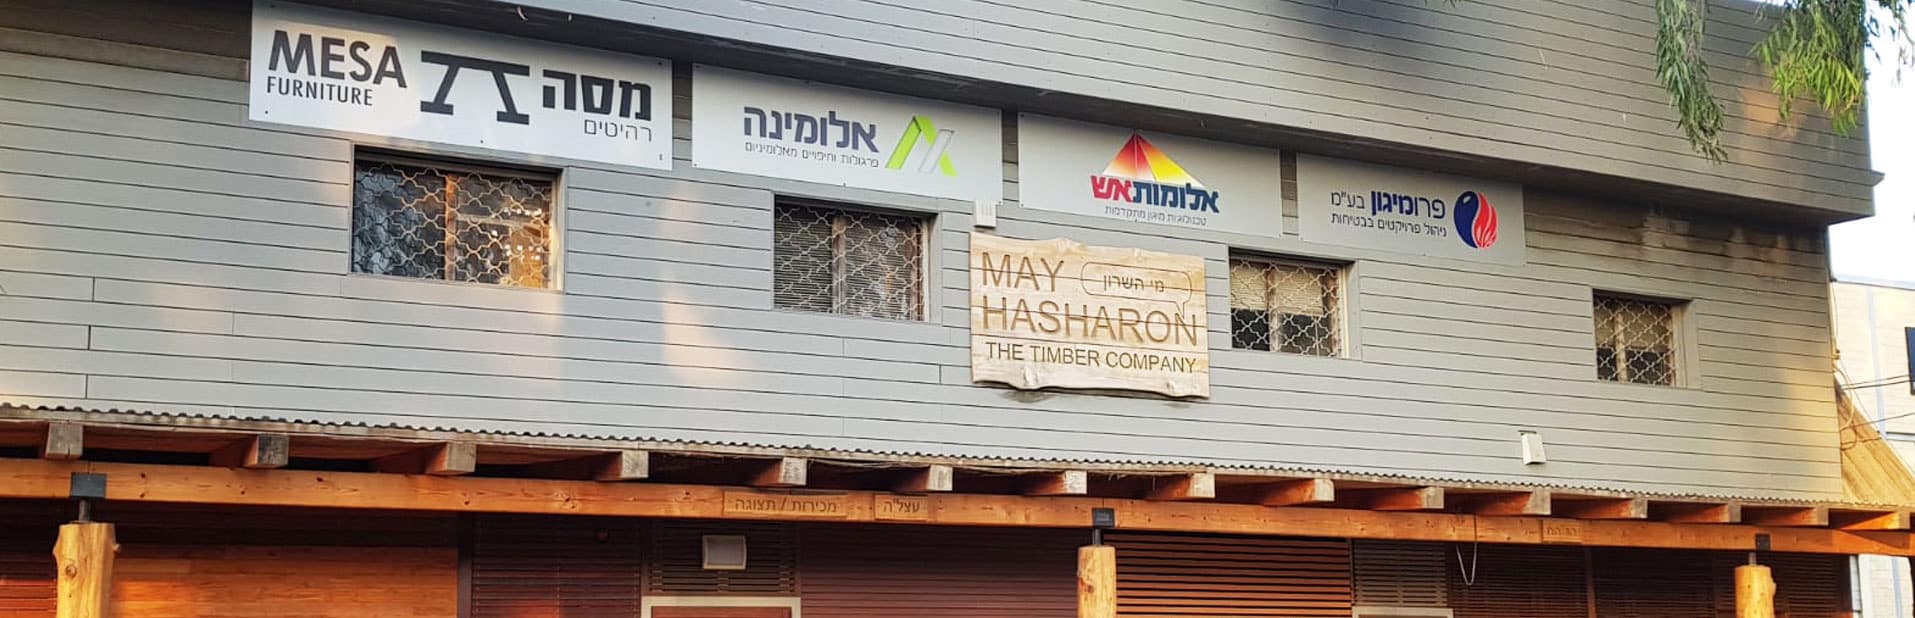 MESA
FURNITURE
מסה
רהיטים
אלומינה
פרגולות וחיפויים מאלומיניום
אלומותאש
טכנולוגיות מיגון מתקדמות
פרומיגון בע"מ
ניהול פרויקטים בבטיחות
MAY
מי השרון
HASHARON
THE TIMBER COMPANY
מכירות / תצוגה
עצל"ה